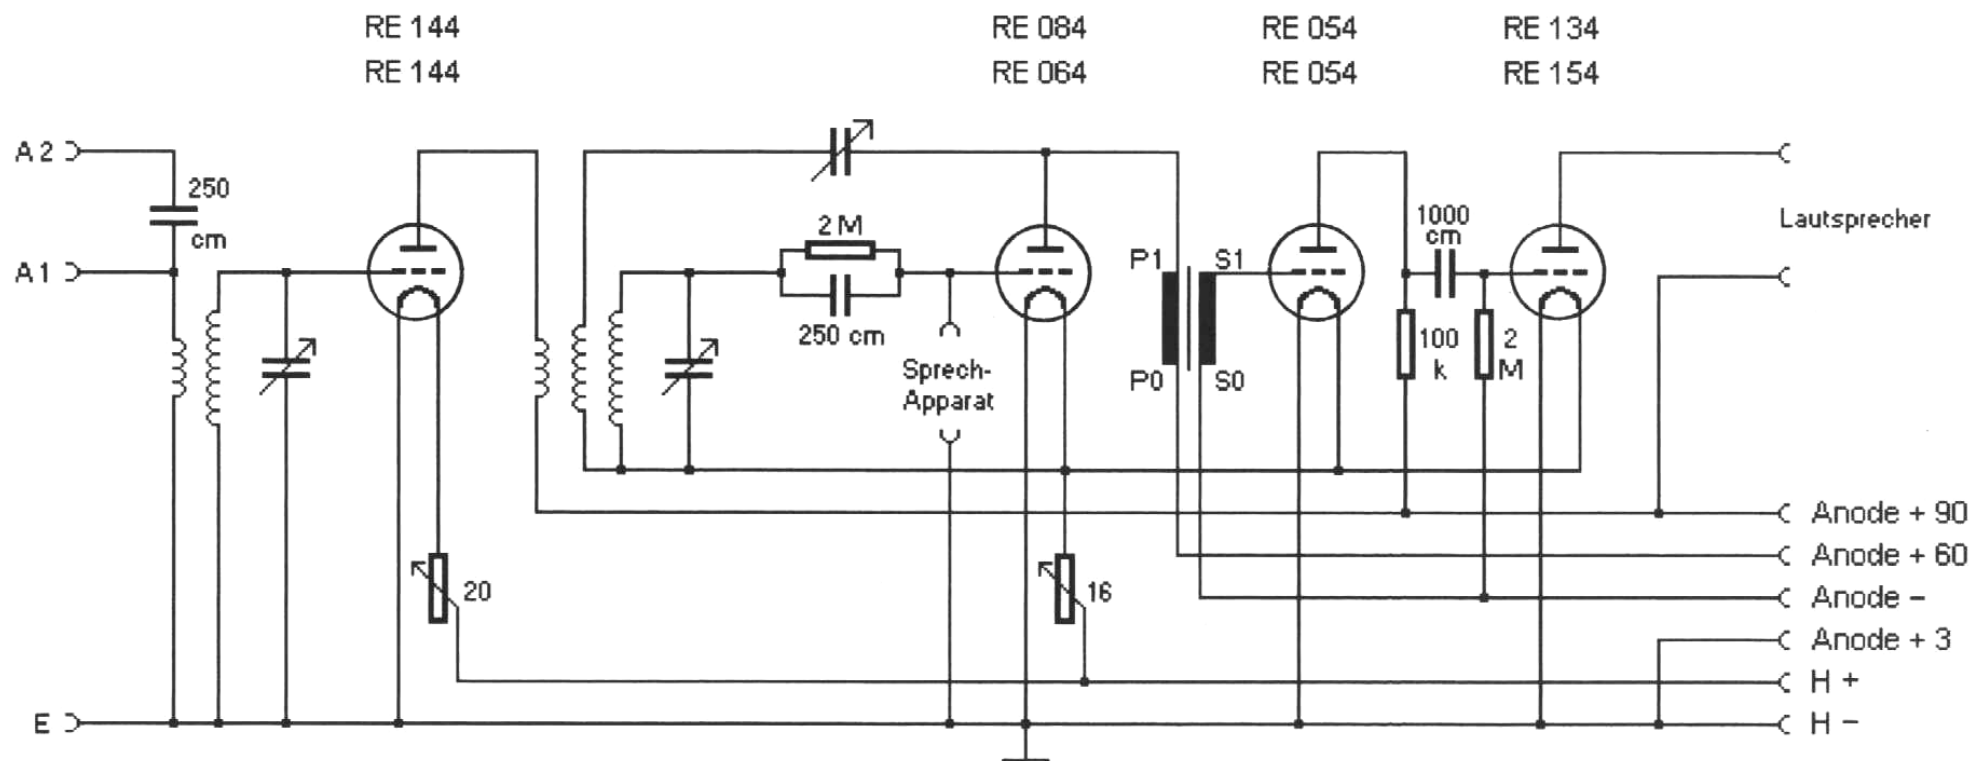 RE 144
RE 084
RE 054
RE 134
RE 144
RE 064
RE 054
RE 154
A 2
250
cm
A 1
2 M
250 cm
Sprech-
Apparat
P1
S1
P0
S0
1000
cm
100
k
2
M
Lautsprecher
20
16
Anode + 90
Anode + 60
Anode -
Anode + 3
H +
H -
E